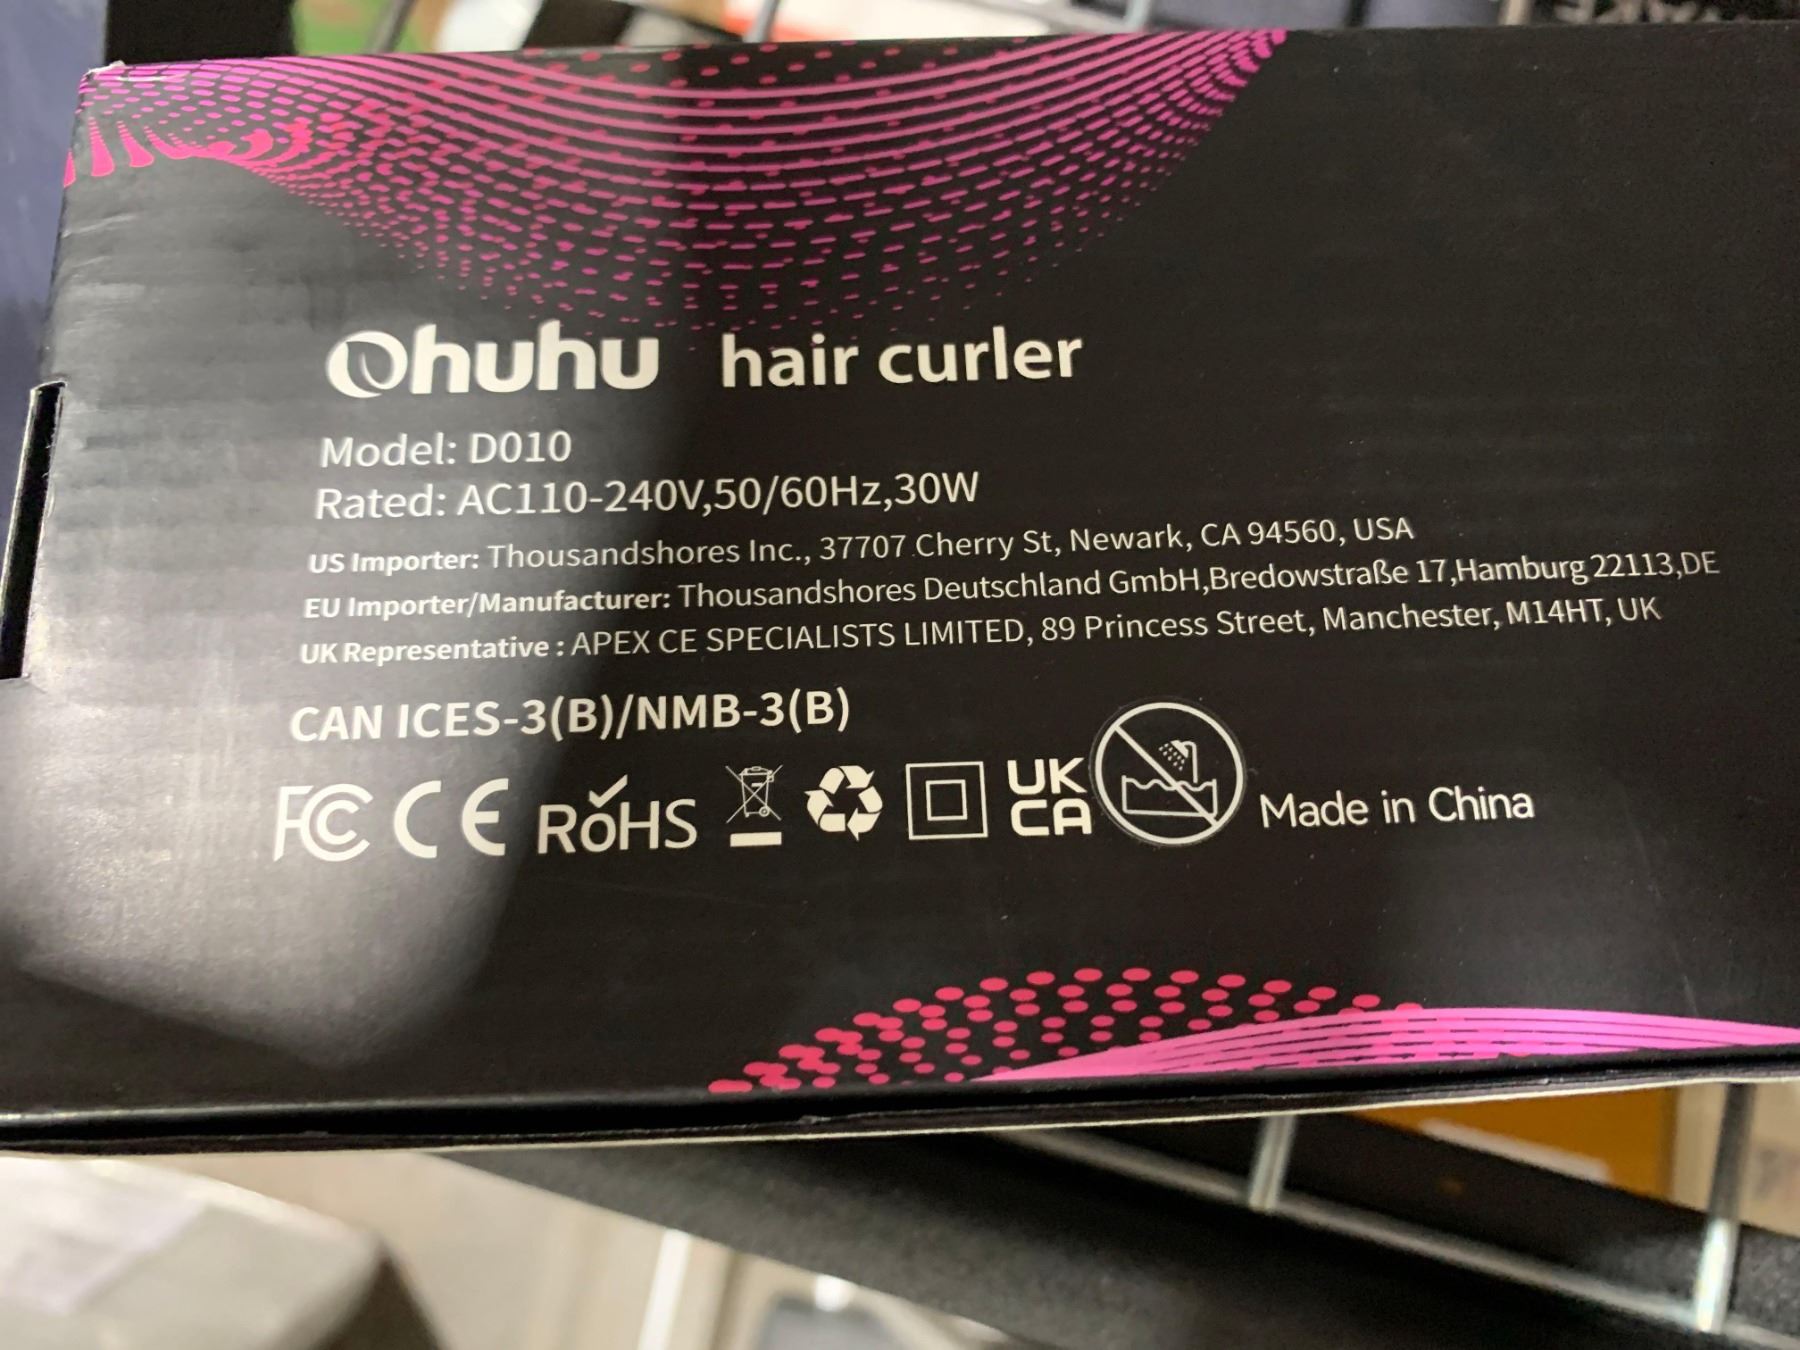 Ohuhu hair curler
Model: D010
Rated: AC110-240V,50/60Hz,30W
US Importer: Thousandshores Inc., 37707 Cherry St, Newark, CA 94560, USA
EU Importer/Manufacturer: Thousandshores Deutschland GmbH,Bredowstraße 17,Hamburg 22113,DE
UK Representative : APEX CE SPECIALISTS LIMITED, 89 Princess Street, Manchester, M14HT, UK
CAN ICES-3(B)/NMB-3(B)
FC CE RoHS UK CA Made in China